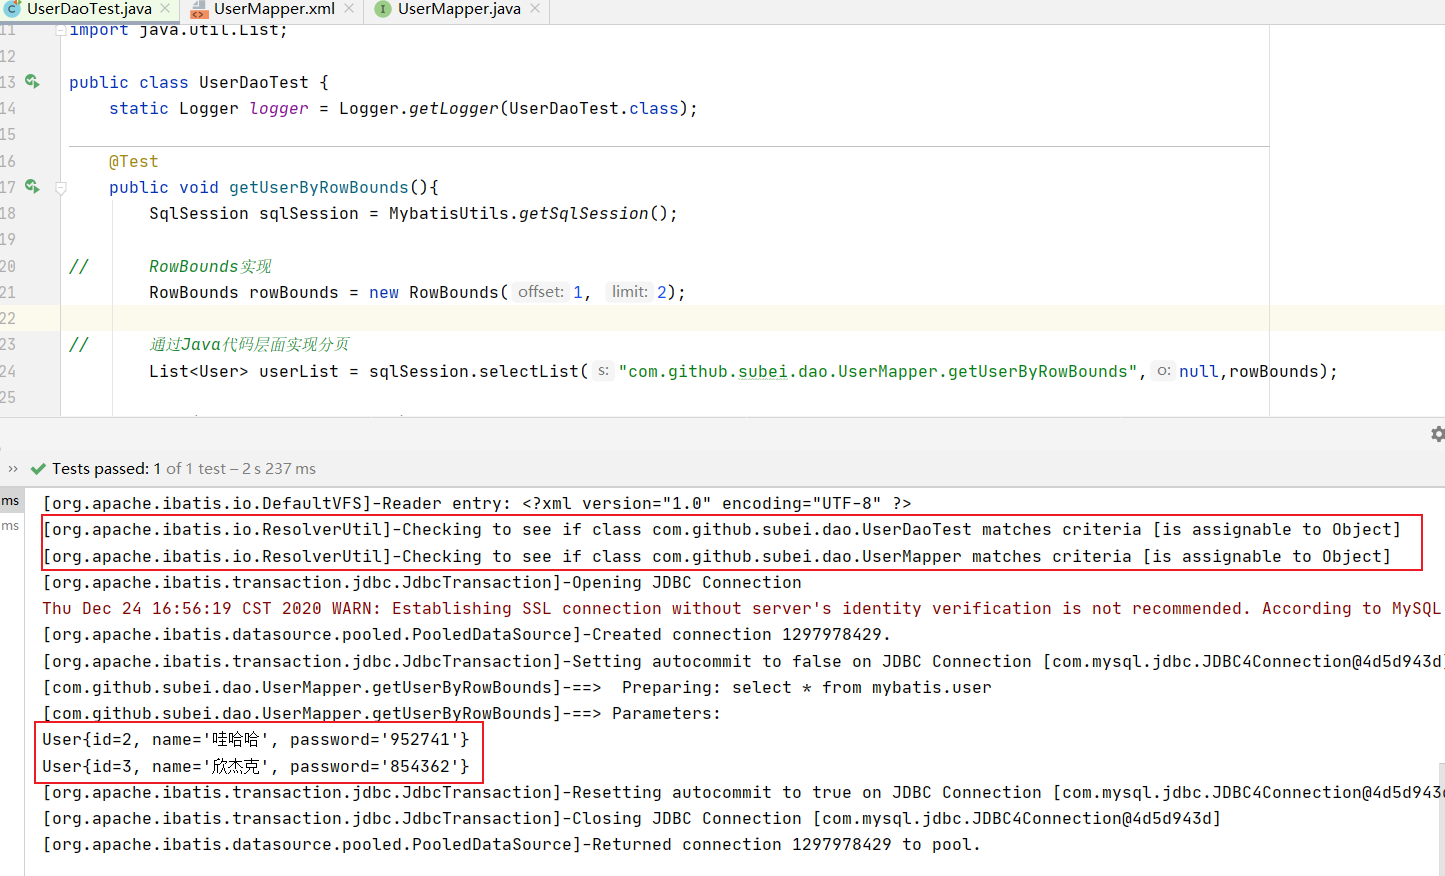 UserDaoTest.java UserMapper.xml UserMapper.java
11 import java.util.List;
12
13 public class UserDaoTest {
14 static Logger logger = Logger.getLogger(UserDaoTest.class);
15
16 @Test
17 public void getUserByRowBounds(){
18 SqlSession sqlSession = MybatisUtils.getSqlSession();
19
20 // RowBounds实现
21 RowBounds rowBounds = new RowBounds( offset: 1, limit: 2);
22
23 // 通过Java代码层面实现分页
24 List<User> userList = sqlSession.selectList( s: "com.github.subei.dao.UserMapper.getUserByRowBounds", o: null,rowBounds);
25
Tests passed: 1 of 1 test – 2 s 237 ms
ms [org.apache.ibatis.io.DefaultVFS]-Reader entry: <?xml version="1.0" encoding="UTF-8" ?>
ms [org.apache.ibatis.io.ResolverUtil]-Checking to see if class com.github.subei.dao.UserDaoTest matches criteria [is assignable to Object]
[org.apache.ibatis.io.ResolverUtil]-Checking to see if class com.github.subei.dao.UserMapper matches criteria [is assignable to Object]
[org.apache.ibatis.transaction.jdbc.JdbcTransaction]-Opening JDBC Connection
Thu Dec 24 16:56:19 CST 2020 WARN: Establishing SSL connection without server's identity verification is not recommended. According to MySQL
[org.apache.ibatis.datasource.pooled.PooledDataSource]-Created connection 1297978429.
[org.apache.ibatis.transaction.jdbc.JdbcTransaction]-Setting autocommit to false on JDBC Connection [com.mysql.jdbc.JDBC4Connection@4d5d943d]
[com.github.subei.dao.UserMapper.getUserByRowBounds]-==>  Preparing: select * from mybatis.user
[com.github.subei.dao.UserMapper.getUserByRowBounds]-==> Parameters:
User{id=2, name='哇哈哈', password='952741'}
User{id=3, name='欣杰克', password='854362'}
[org.apache.ibatis.transaction.jdbc.JdbcTransaction]-Resetting autocommit to true on JDBC Connection [com.mysql.jdbc.JDBC4Connection@4d5d943d
[org.apache.ibatis.transaction.jdbc.JdbcTransaction]-Closing JDBC Connection [com.mysql.jdbc.JDBC4Connection@4d5d943d]
[org.apache.ibatis.datasource.pooled.PooledDataSource]-Returned connection 1297978429 to pool.